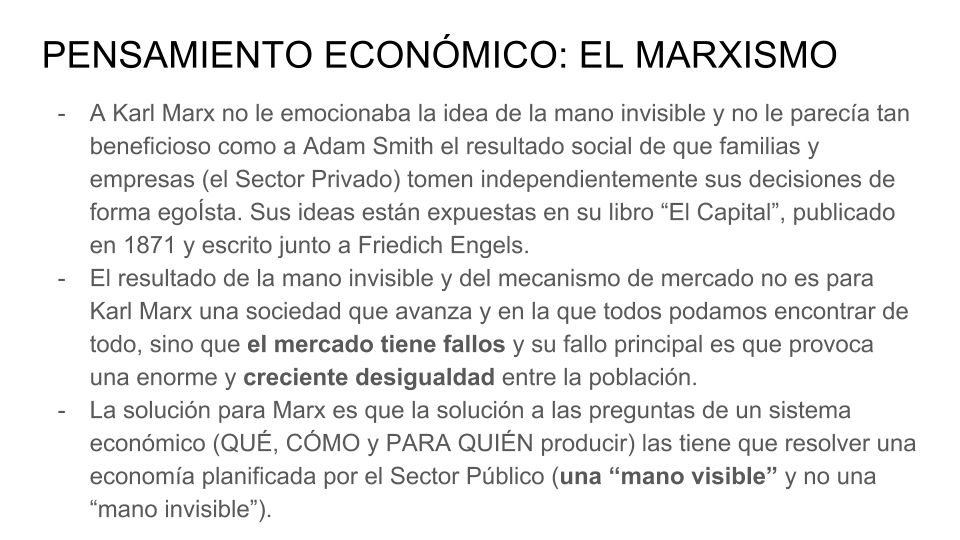 PENSAMIENTO ECONÓMICO: EL MARXISMO
- A Karl Marx no le emocionaba la idea de la mano invisible y no le parecía tan
beneficioso como a Adam Smith el resultado social de que familias y
empresas (el Sector Privado) tomen independientemente sus decisiones de
forma egoÍsta. Sus ideas están expuestas en su libro “El Capital”, publicado
en 1871 y escrito junto a Friedich Engels.
- El resultado de la mano invisible y del mecanismo de mercado no es para
Karl Marx una sociedad que avanza y en la que todos podamos encontrar de
todo, sino que el mercado tiene fallos y su fallo principal es que provoca
una enorme y creciente desigualdad entre la población.
- La solución para Marx es que la solución a las preguntas de un sistema
económico (QUÉ, CÓMO y PARA QUIÉN producir) las tiene que resolver una
economía planificada por el Sector Público (una “mano visible” y no una
“mano invisible”).